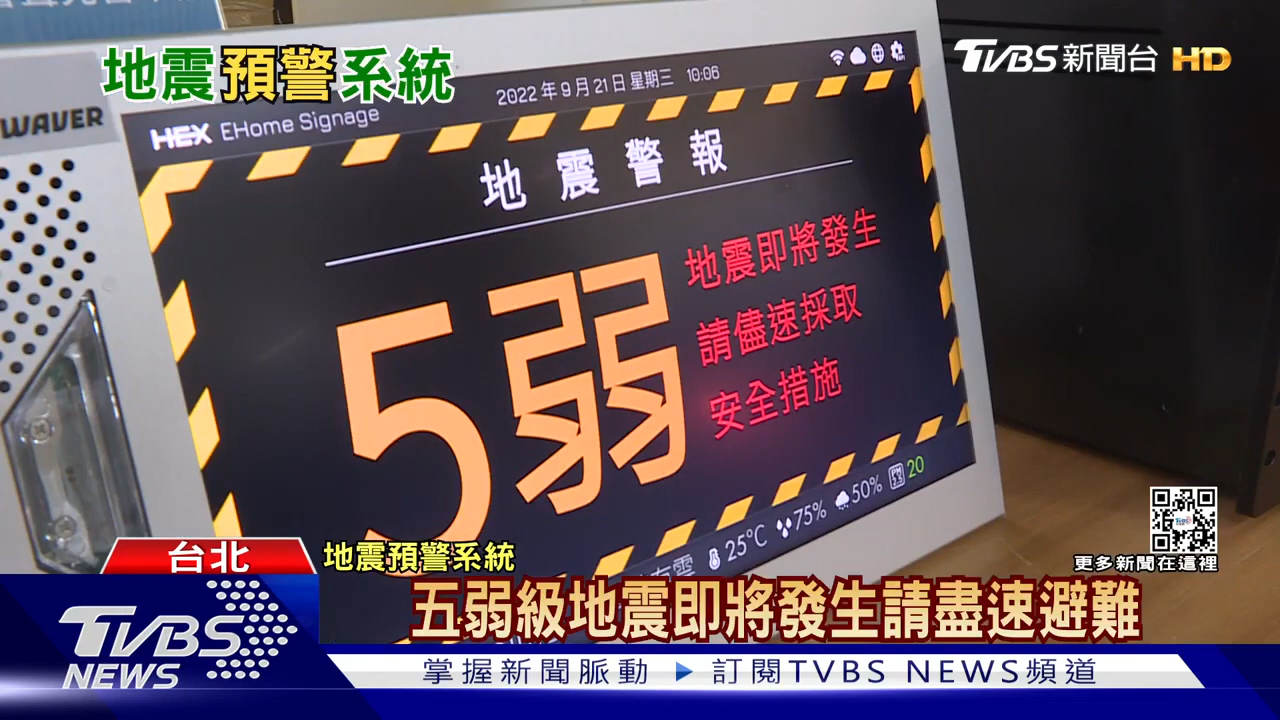 地震預警系統
TVBS新聞台 HD
WAVER
HEX EHome Signage
2022 年 9 月 21 日 星期三 10:06
地震警報
5弱
地震即將發生
請儘速採取
安全措施
25°C 75% 50% PM 2.5 20
更多新聞在這裡
台北
地震預警系統
五弱級地震即將發生請盡速避難
TVBS NEWS
掌握新聞脈動 ▶ 訂閱TVBS NEWS頻道